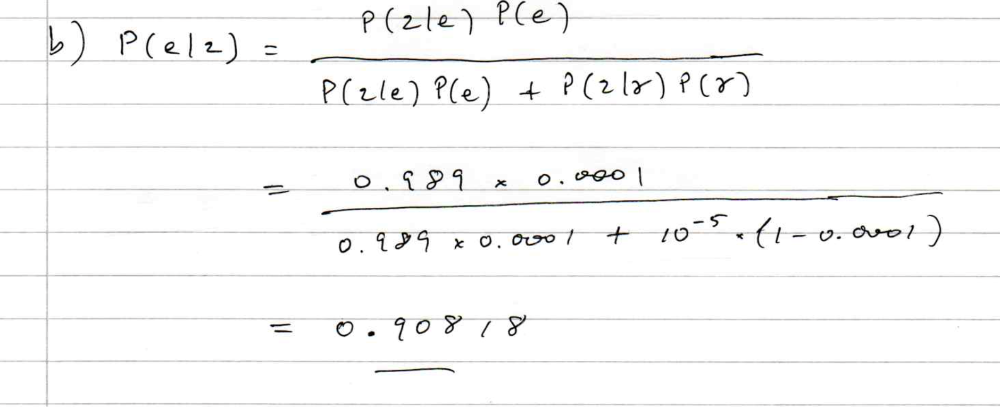 b) P(e|z) = P(z|e) P(e)
P(z|e) P(e) + P(z|γ) P(γ)
= 0.989 × 0.0001
0.989 × 0.0001 + 10⁻⁵ × (1 - 0.0001)
= 0.90818